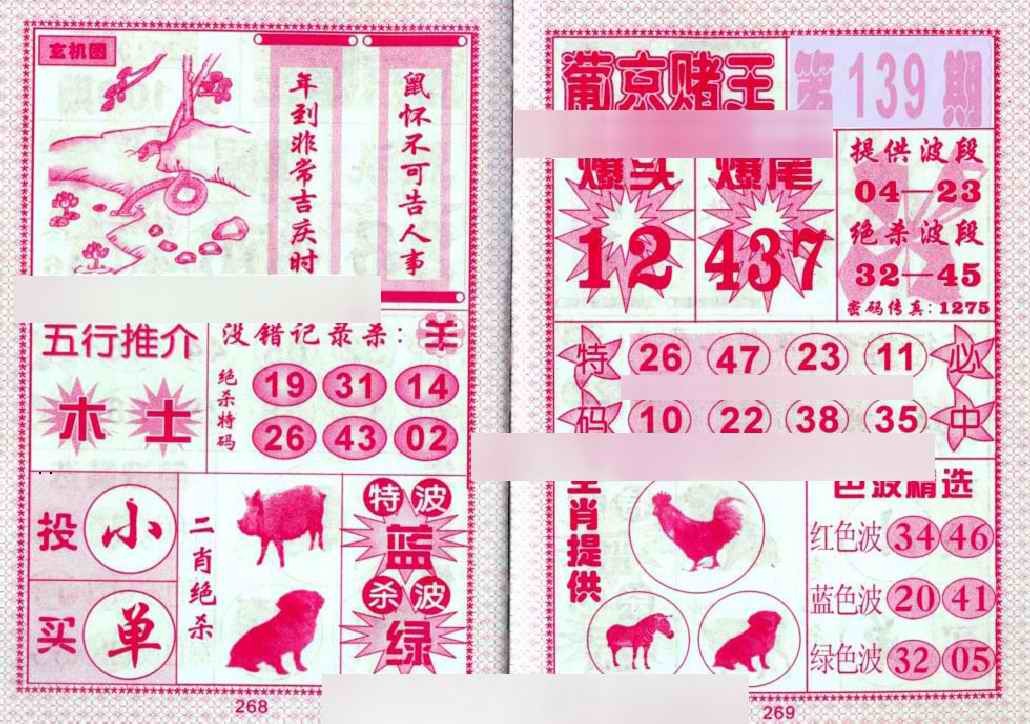 玄机图
鼠怀不可告人事
年到非常吉庆时
五行推介
木 土
没错记录杀：羊
绝杀特码
19 31 14
26 43 02
投 小
买 单
二肖绝杀
特波
蓝
杀波
绿
268
葡京赌王
第139期
爆头
12
爆尾
437
提供波段
04—23
绝杀波段
32—45
密码传真：1275
特码
26 47 23 11
10 22 38 35
必中
生肖提供
色波精选
红色波 34 46
蓝色波 20 41
绿色波 32 05
269